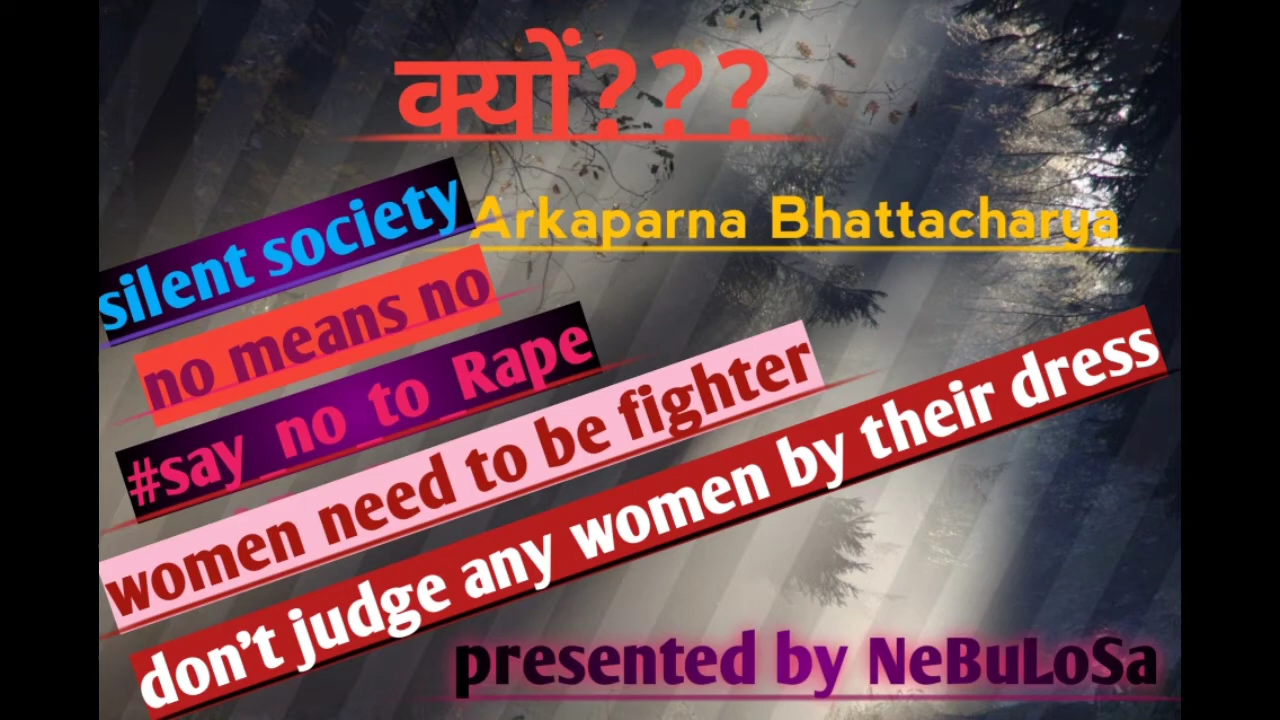 क्यों???
silent society
Arkaparna Bhattacharya
no means no
#say_no_to_Rape
women need to be fighter
don't judge any women by their dress
presented by NeBuLoSa